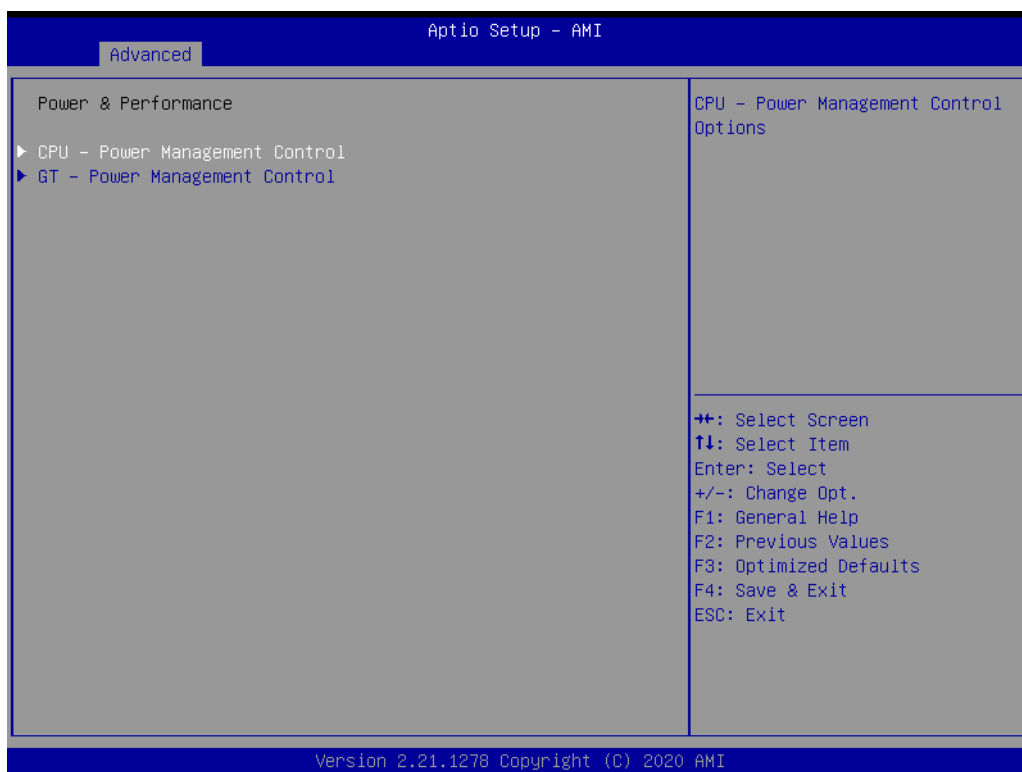 Aptio Setup – AMI
Advanced
Power & Performance
▶ CPU – Power Management Control
▶ GT – Power Management Control
CPU – Power Management Control
Options
→←: Select Screen
↑↓: Select Item
Enter: Select
+/-: Change Opt.
F1: General Help
F2: Previous Values
F3: Optimized Defaults
F4: Save & Exit
ESC: Exit
Version 2.21.1278 Copyright (C) 2020 AMI